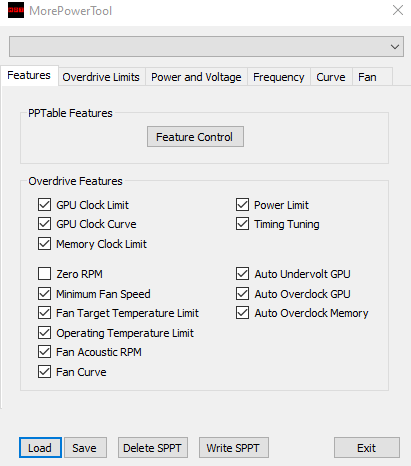 MorePowerTool
Features Overdrive Limits Power and Voltage Frequency Curve Fan
PPTable Features
Feature Control
Overdrive Features
GPU Clock Limit Power Limit
GPU Clock Curve Timing Tuning
Memory Clock Limit
Zero RPM Auto Undervolt GPU
Minimum Fan Speed Auto Overclock GPU
Fan Target Temperature Limit Auto Overclock Memory
Operating Temperature Limit
Fan Acoustic RPM
Fan Curve
Load Save Delete SPPT Write SPPT Exit